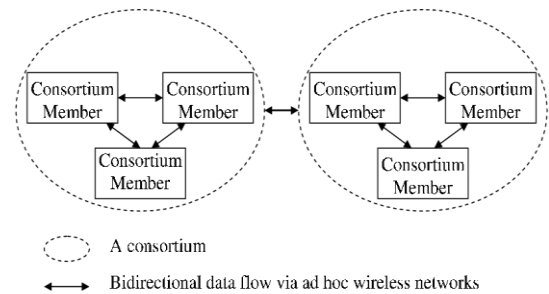 Consortium
Member
Consortium
Member
Consortium
Member
Consortium
Member
Consortium
Member
Consortium
Member
A consortium
Bidirectional data flow via ad hoc wireless networks